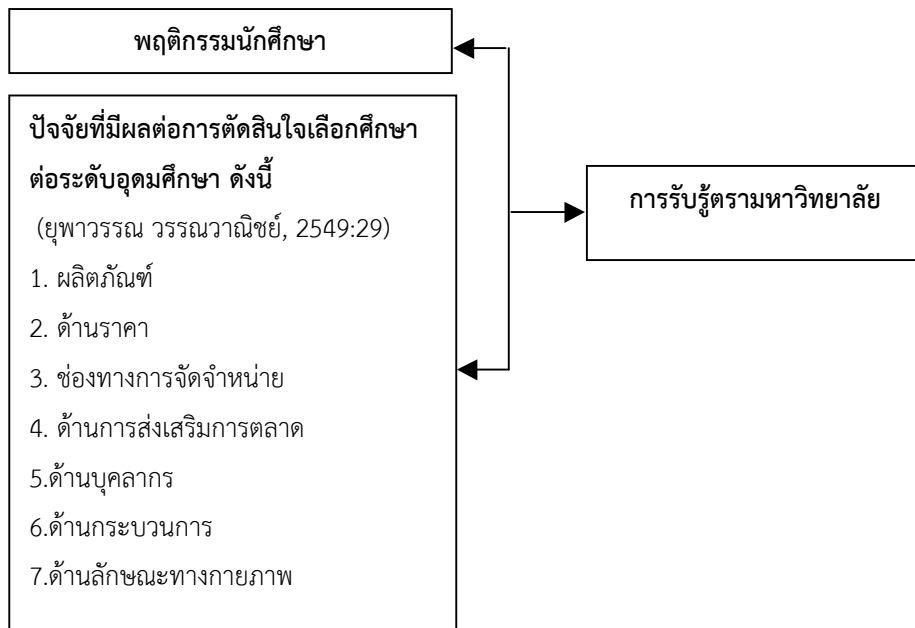 พฤติกรรมนักศึกษา
ปัจจัยที่มีผลต่อการตัดสินใจเลือกศึกษา
ต่อระดับอุดมศึกษา ดังนี้
(ยุพาวรรณ วรรณวาณิชย์, 2549:29)
1. ผลิตภัณฑ์
2. ด้านราคา
3. ช่องทางการจัดจำหน่าย
4. ด้านการส่งเสริมการตลาด
5.ด้านบุคลากร
6.ด้านกระบวนการ
7.ด้านลักษณะทางกายภาพ
การรับรู้ตรามหาวิทยาลัย